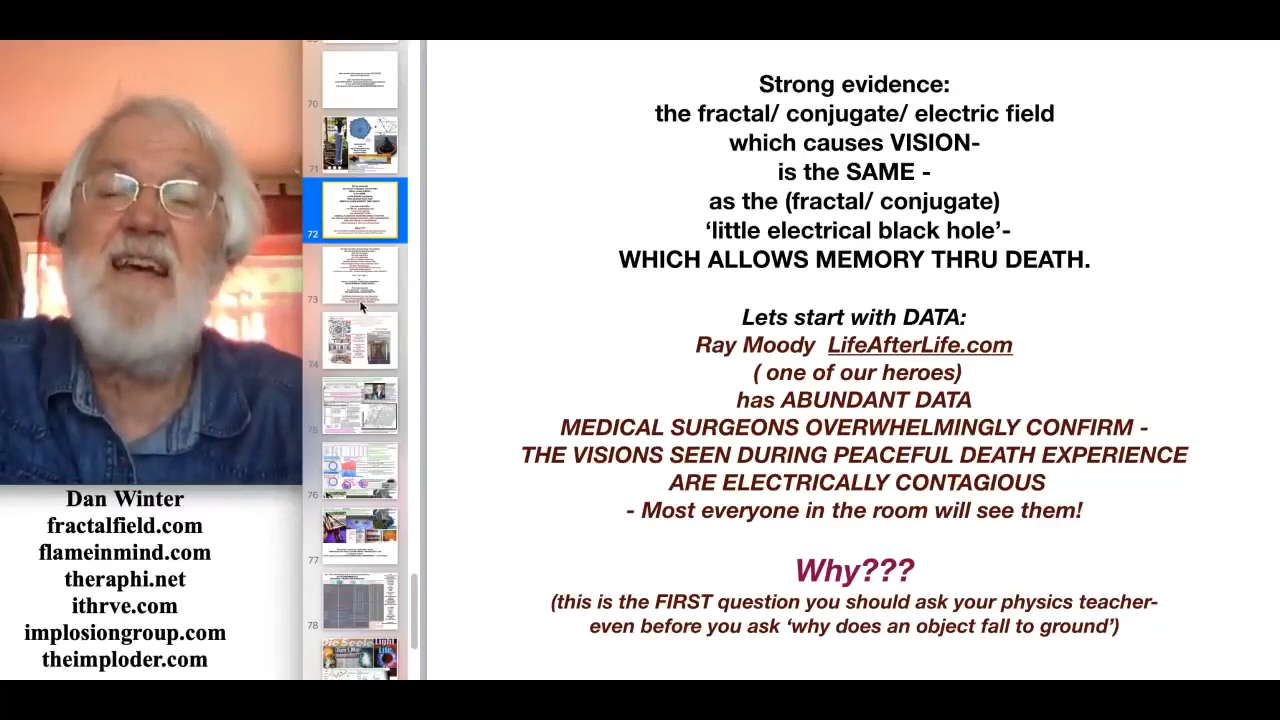 Strong evidence:
the fractal/ conjugate/ electric field
which causes VISION-
is the SAME -
as the (fractal/ conjugate)
‘little electrical black hole’-
WHICH ALLOWS MEMORY THRU DEATH.
Lets start with DATA:
Ray Moody LifeAfterLife.com
( one of our heroes)
has ABUNDANT DATA
MEDICAL SURGEONS OVERWHELMINGLY CONFIRM -
THE VISIONS SEEN DURING PEACEFUL DEATH EXPERIENCE
ARE ELECTRICALLY CONTAGIOUS
- Most everyone in the room will see them!
Why???
(this is the FIRST question you should ask your physics teacher-
even before you ask ‘why does an object fall to ground’)
Dan Winter
fractalfield.com
flameinmind.com
theraphi.net
ithrve.com
implosiongroup.com
theimploder.com
70
71
72
73
74
75
76
77
78